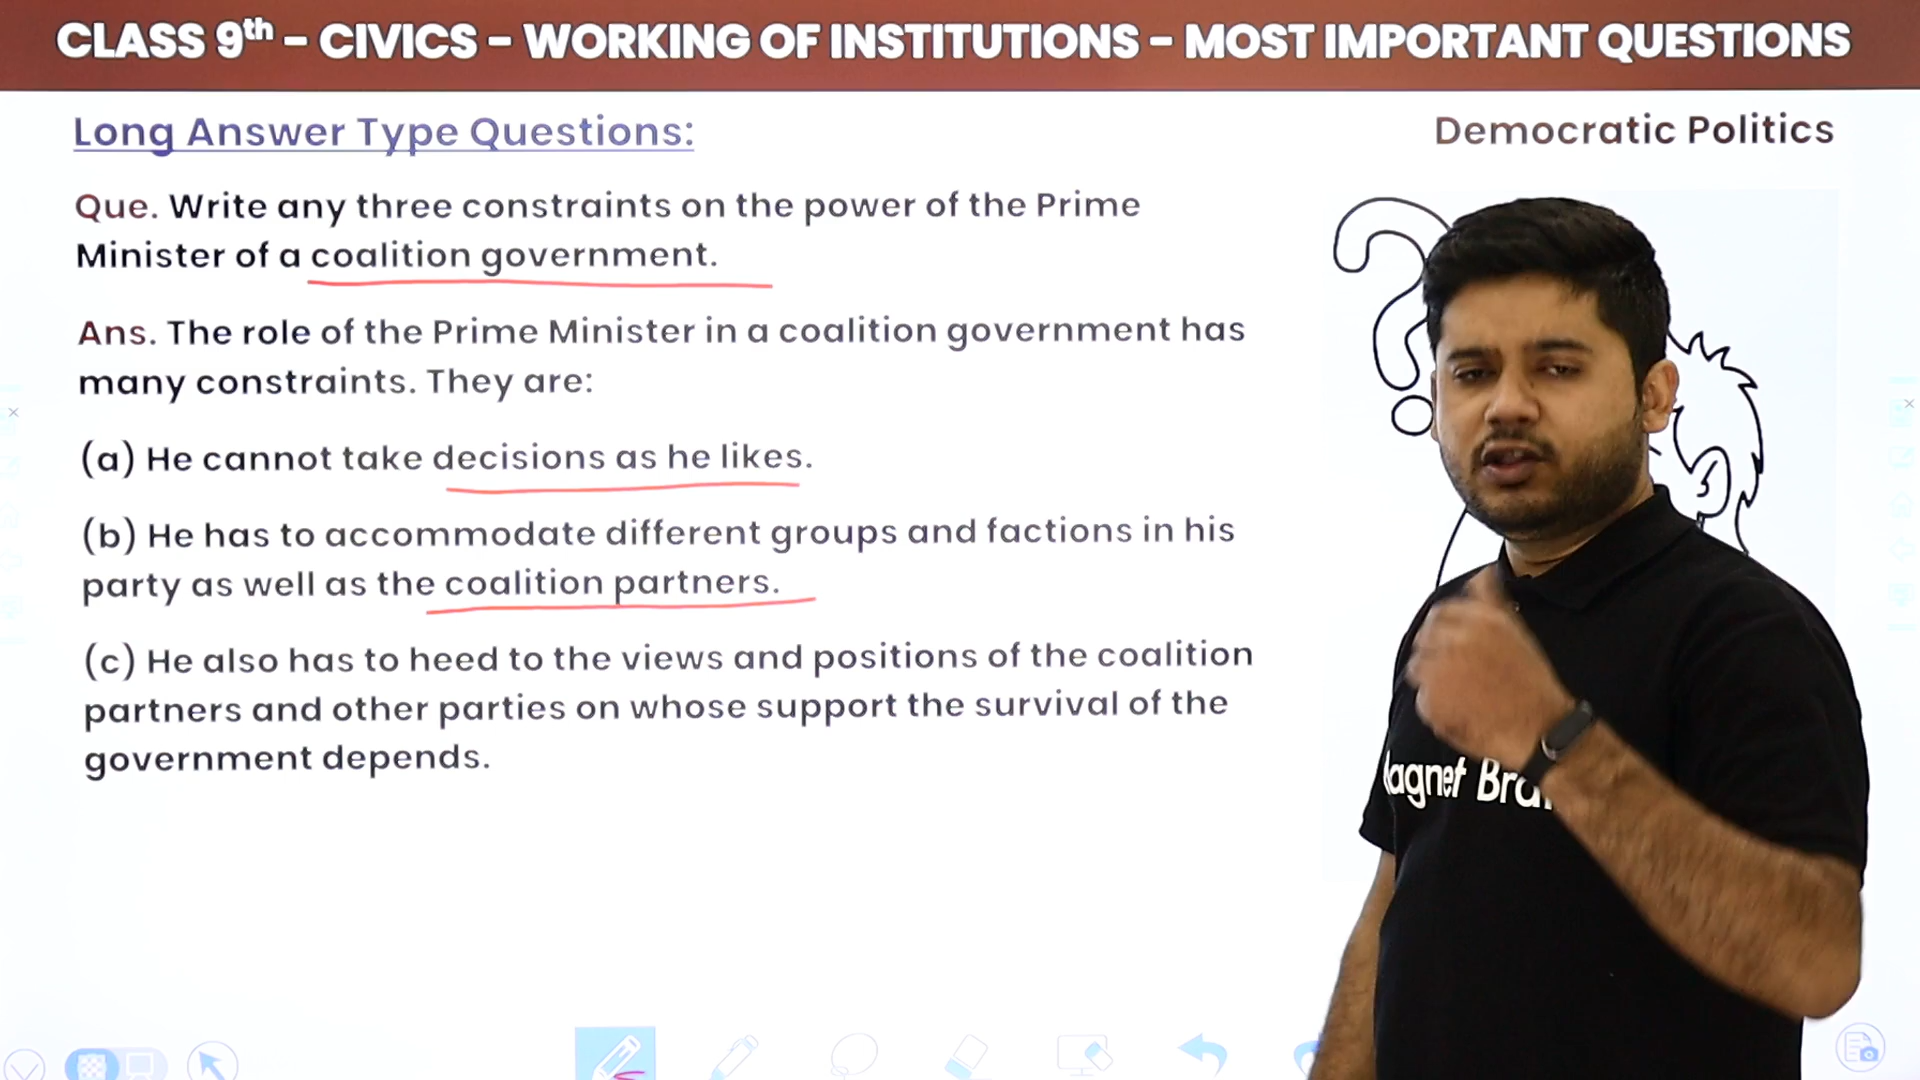 CLASS 9th - CIVICS - WORKING OF INSTITUTIONS - MOST IMPORTANT QUESTIONS
Long Answer Type Questions:
Democratic Politics
Que. Write any three constraints on the power of the Prime
Minister of a coalition government.
Ans. The role of the Prime Minister in a coalition government has
many constraints. They are:
(a) He cannot take decisions as he likes.
(b) He has to accommodate different groups and factions in his
party as well as the coalition partners.
(c) He also has to heed to the views and positions of the coalition
partners and other parties on whose support the survival of the
government depends.